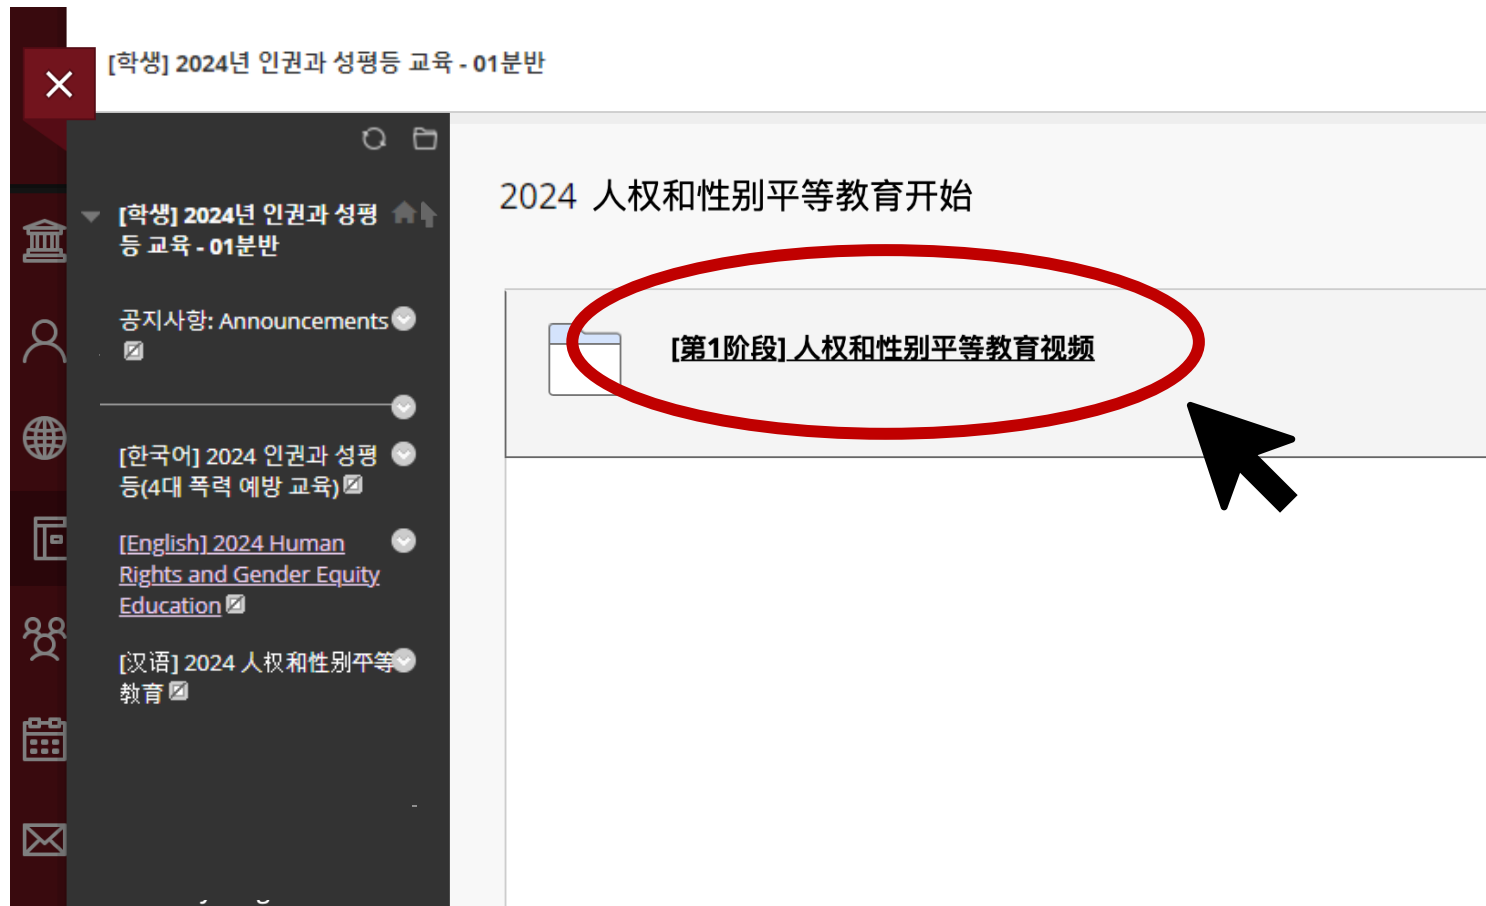 [학생] 2024년 인권과 성평등 교육 - 01분반
[학생] 2024년 인권과 성평
등 교육 - 01분반
공지사항: Announcements
[한국어] 2024 인권과 성평
등(4대 폭력 예방 교육)
[English] 2024 Human
Rights and Gender Equity
Education
[汉语] 2024 人权和性别平等
教育
2024 人权和性别平等教育开始
[第1阶段] 人权和性别平等教育视频